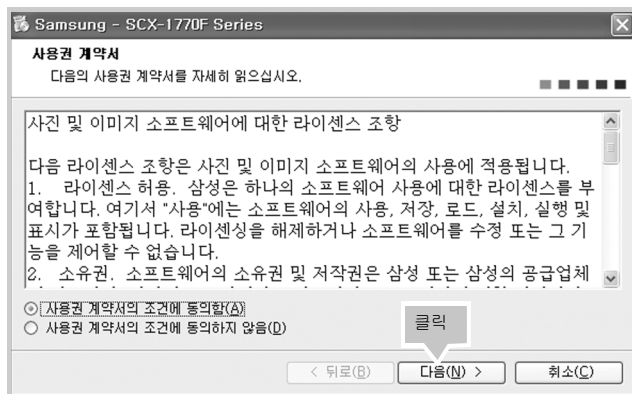 Samsung - SCX-1770F Series
사용권 계약서
다음의 사용권 계약서를 자세히 읽으십시오.
사진 및 이미지 소프트웨어에 대한 라이센스 조항
다음 라이센스 조항은 사진 및 이미지 소프트웨어의 사용에 적용됩니다.
1. 라이센스 허용. 삼성은 하나의 소프트웨어 사용에 대한 라이센스를 부
여합니다. 여기서 "사용"에는 소프트웨어의 사용, 저장, 로드, 설치, 실행 및
표시가 포함됩니다. 라이센싱을 해제하거나 소프트웨어를 수정 또는 그 기
능을 제어할 수 없습니다.
2. 소유권. 소프트웨어의 소유권 및 저작권은 삼성 또는 삼성의 공급업체
사용권 계약서의 조건에 동의함(A)
사용권 계약서의 조건에 동의하지 않음(D)
클릭
< 뒤로(B)
다음(N) >
취소(C)